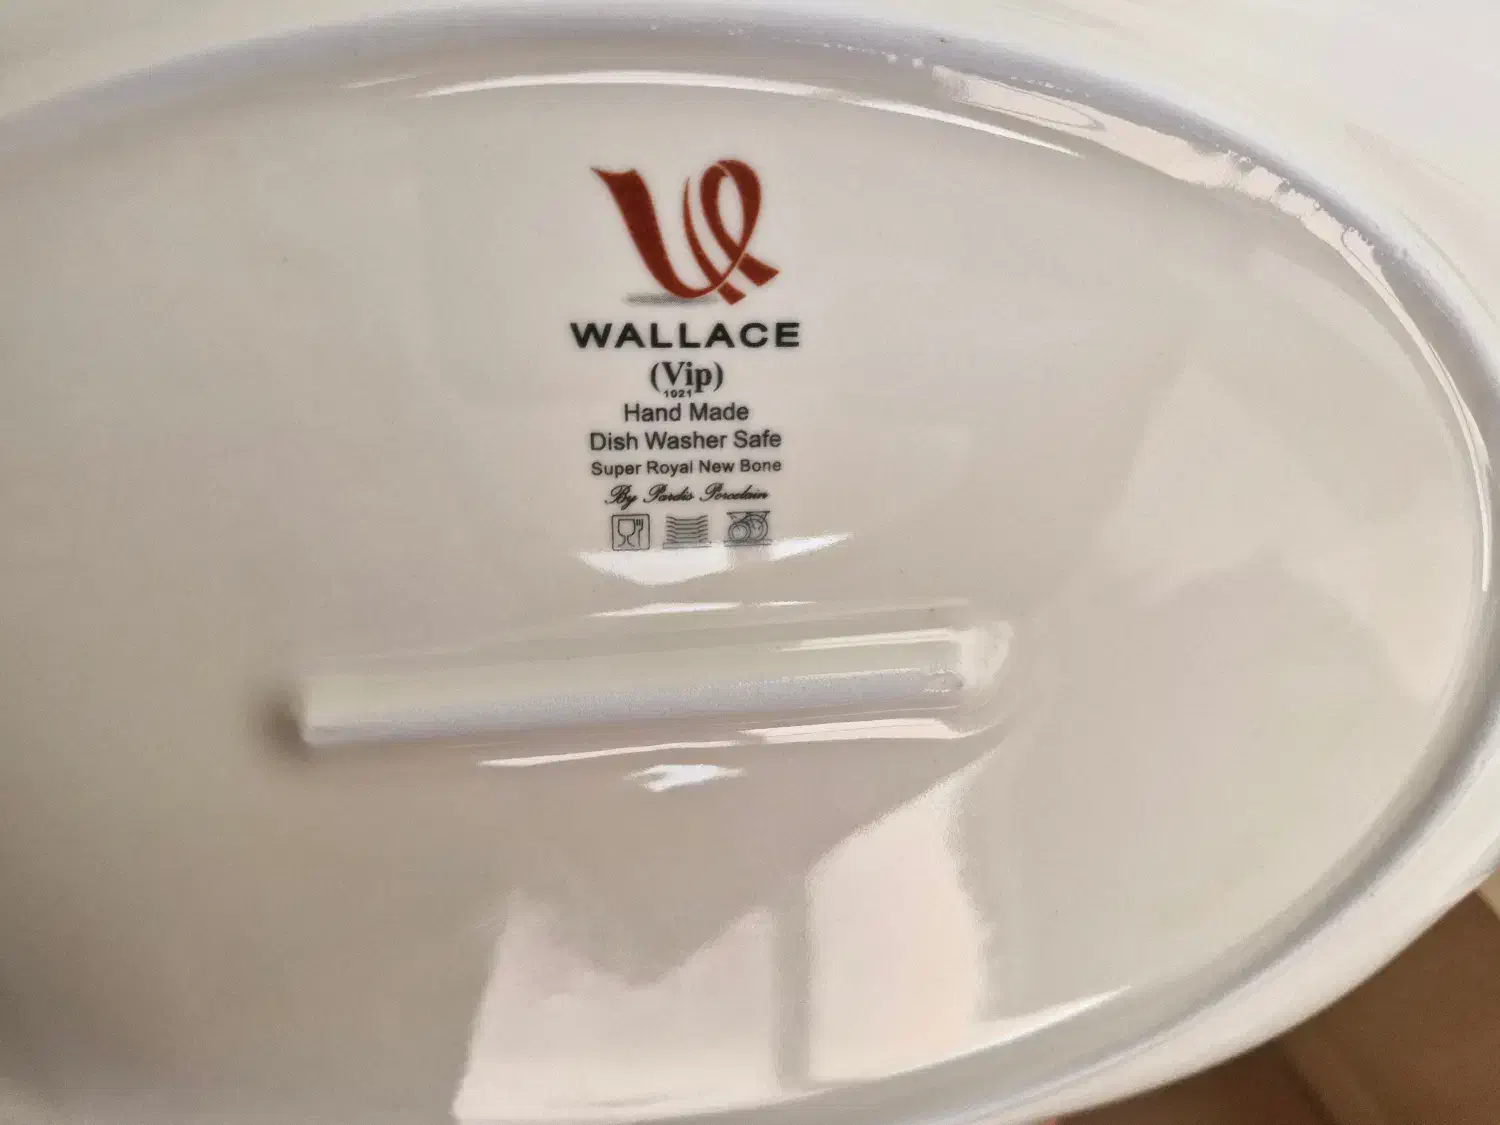 WALLACE
(Vip)
1021
Hand Made
Dish Washer Safe
Super Royal New Bone
By Pardis Porcelain